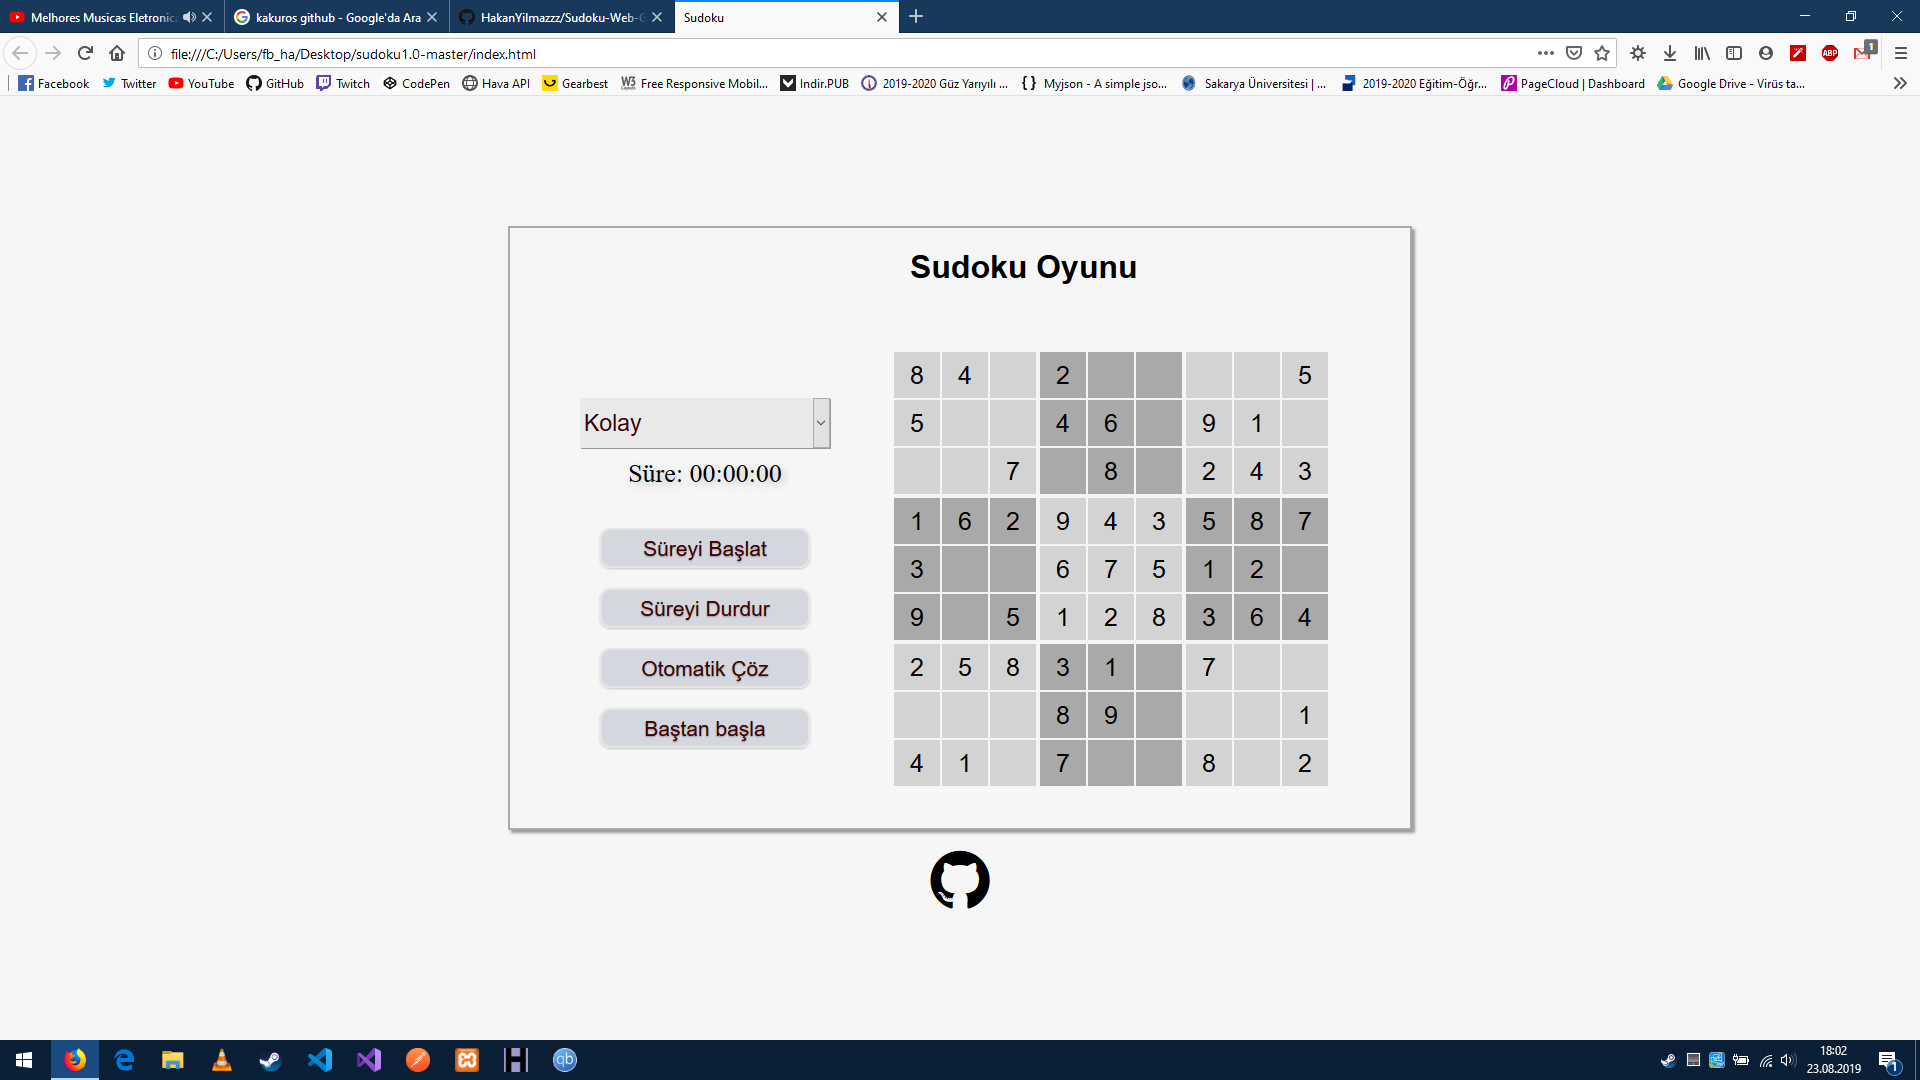 Melhores Musicas Eletronica
kakuros github - Google'da Ara
HakanYilmazzz/Sudoku-Web-G
Sudoku
file:///C:/Users/fb_ha/Desktop/sudoku1.0-master/index.html
1
Facebook Twitter YouTube GitHub Twitch CodePen Hava API Gearbest Free Responsive Mobil... Indir.PUB 2019-2020 Güz Yarıyılı ... {} Myjson - A simple jso... Sakarya Üniversitesi | ... 2019-2020 Eğitim-Öğr... PageCloud | Dashboard Google Drive - Virüs ta...
Sudoku Oyunu
Kolay
Süre: 00:00:00
Süreyi Başlat
Süreyi Durdur
Otomatik Çöz
Baştan başla
8 4 2 5
5 4 6 9 1
7 8 2 4 3
1 6 2 9 4 3 5 8 7
3 6 7 5 1 2
9 5 1 2 8 3 6 4
2 5 8 3 1 7
8 9 1
4 1 7 8 2
18:02
23.08.2019
1